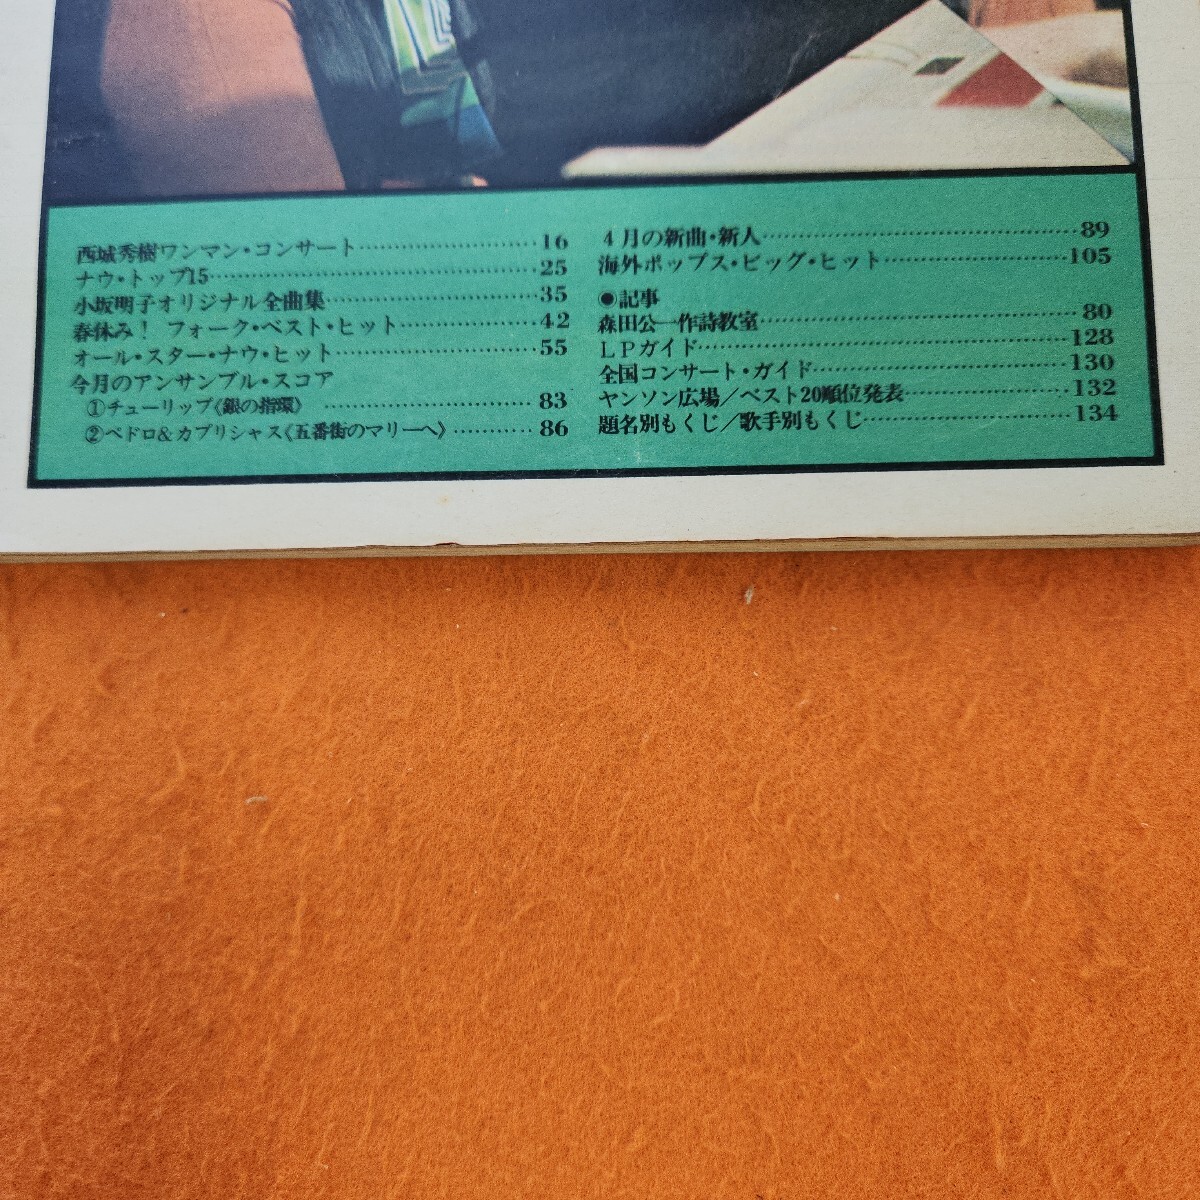 西城秀樹ワンマン・コンサート……………………16
ナウ・トップ15……………………25
小坂明子オリジナル全曲集……………………35
春休み! フォーク・ベスト・ヒット……………………42
オール・スター・ナウ・ヒット……………………55
今月のアンサンブル・スコア
①チューリップ《銀の指環》……………………83
②ペドロ&カプリシャス《五番街のマリーへ》…………86
4月の新曲・新人……………………89
海外ポップス・ビッグ・ヒット……………………105
●記事
森田公一作詩教室……………………80
LPガイド……………………128
全国コンサート・ガイド……………………130
ヤンソン広場/ベスト20順位発表……………………132
題名別もくじ/歌手別もくじ……………………134